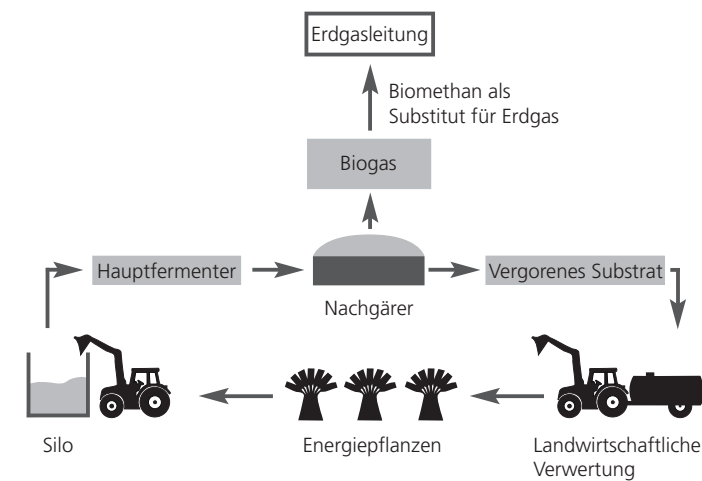 Erdgasleitung
Biomethan als
Substitut für Erdgas
Biogas
Hauptfermenter
Vergorenes Substrat
Nachgärer
Silo
Energiepflanzen
Landwirtschaftliche
Verwertung